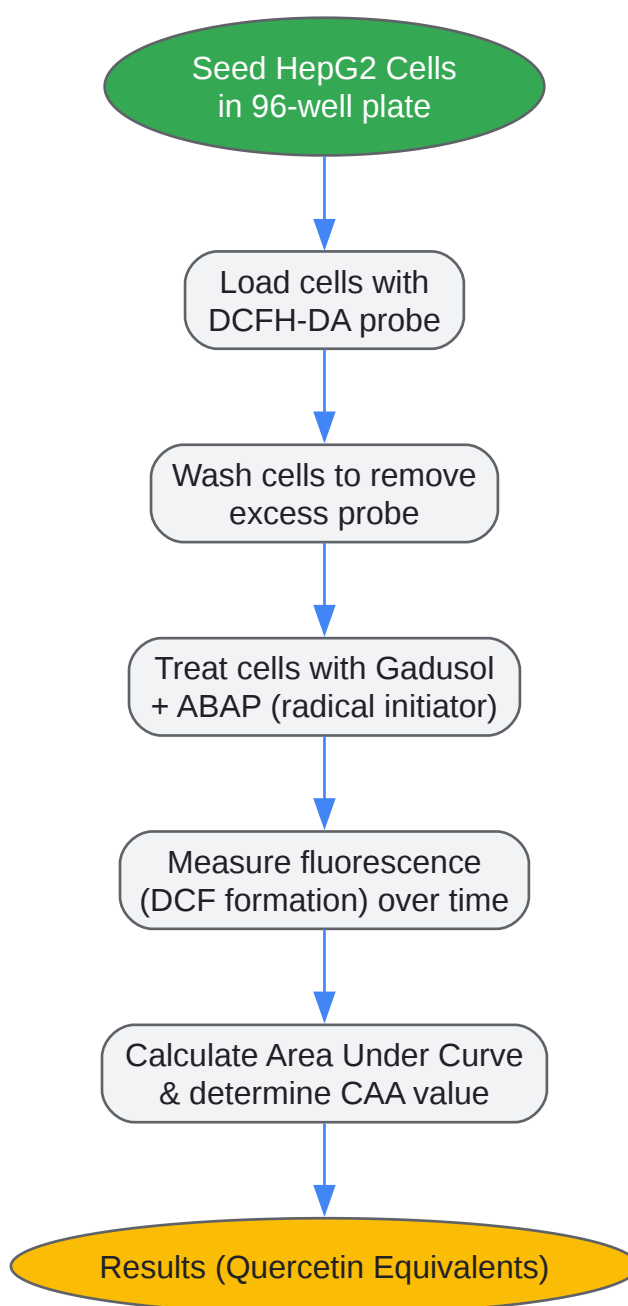 Seed HepG2 Cells
in 96-well plate
Load cells with
DCFH-DA probe
Wash cells to remove
excess probe
Treat cells with Gadusol
+ ABAP (radical initiator)
Measure fluorescence
(DCF formation) over time
Calculate Area Under Curve
& determine CAA value
Results (Quercetin Equivalents)